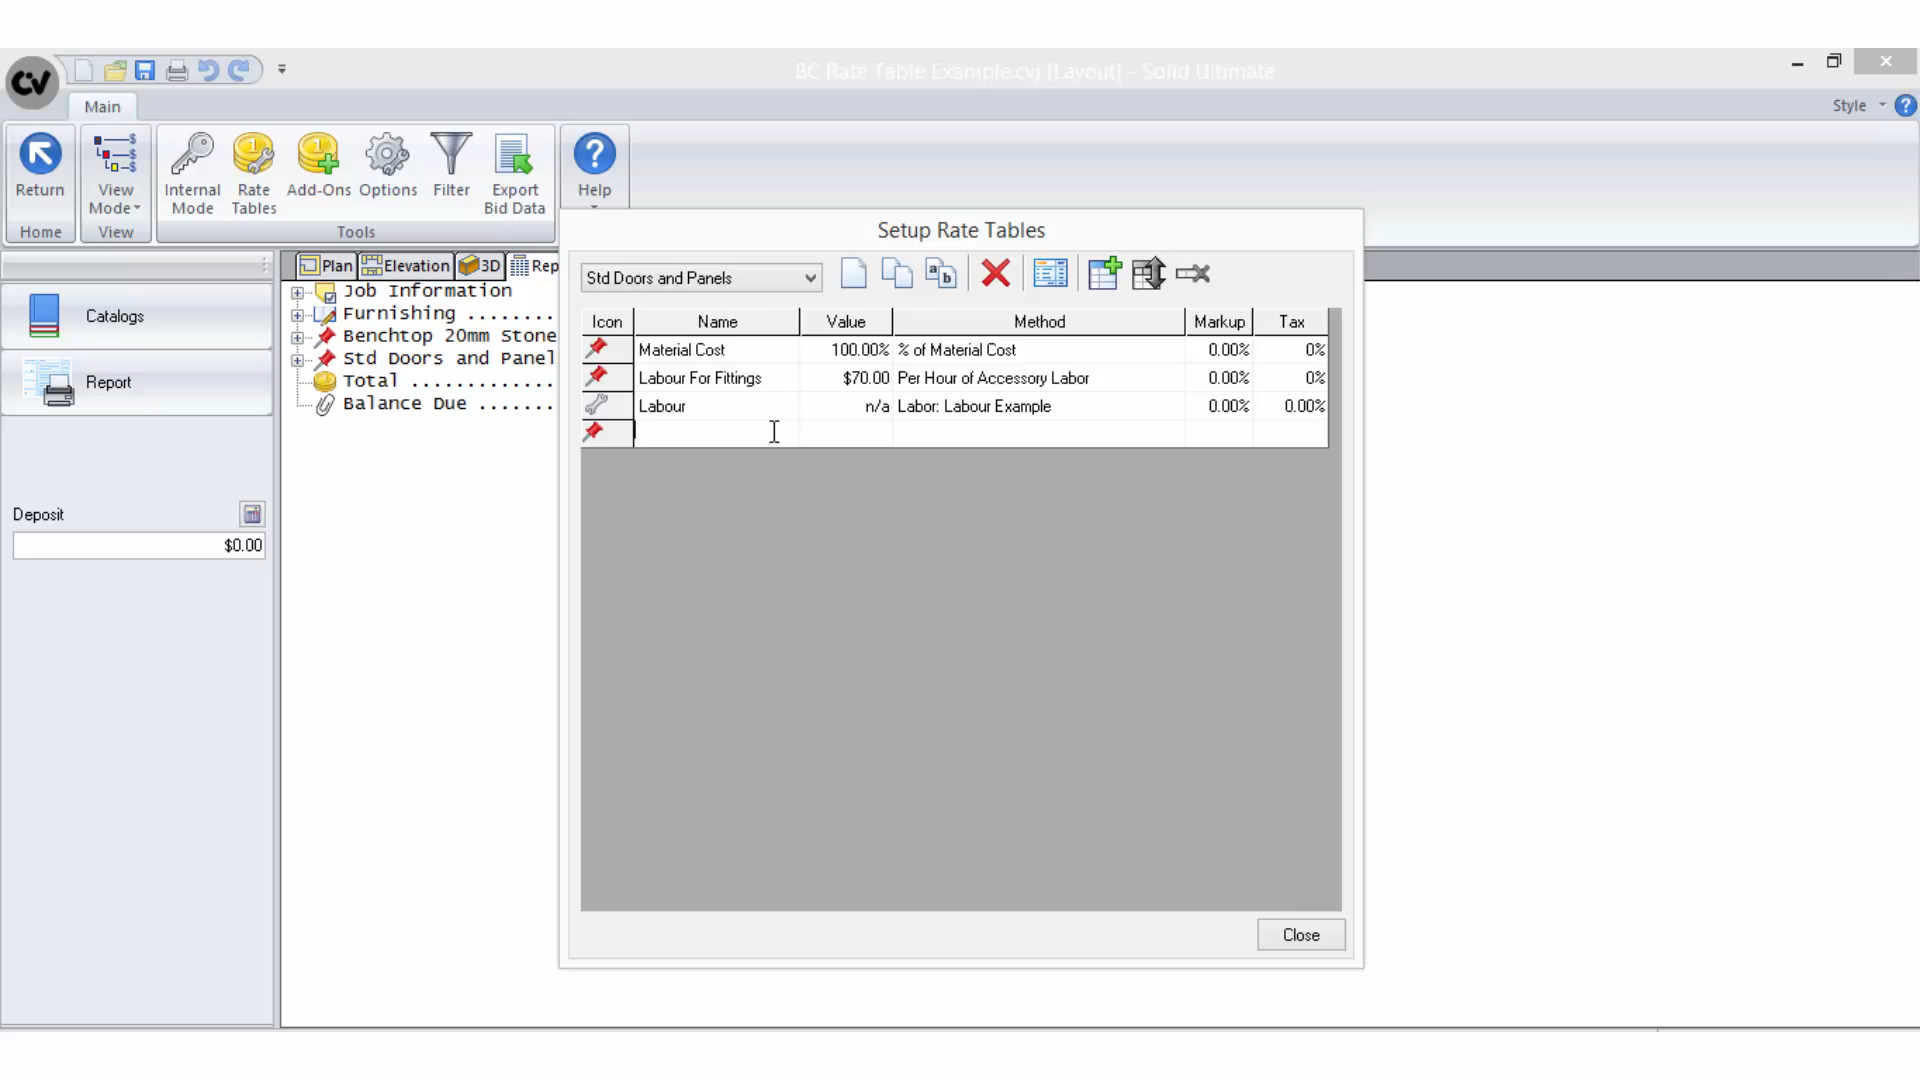 BC Rate Table Example.cvj [Layout] - Solid Ultimate
CV
Main
Style
Return
View Mode
Internal Mode
Rate Tables
Add-Ons
Options
Filter
Export Bid Data
Help
Home
View
Tools
Catalogs
Report
Deposit
$0.00
Plan
Elevation
3D
Rep
Job Information
Furnishing ........
Benchtop 20mm Stone
Std Doors and Panel
Total .............
Balance Due .......
Setup Rate Tables
Std Doors and Panels
Icon Name Value Method Markup Tax
Material Cost 100.00% % of Material Cost 0.00% 0%
Labour For Fittings $70.00 Per Hour of Accessory Labor 0.00% 0%
Labour n/a Labor: Labour Example 0.00% 0.00%
Close